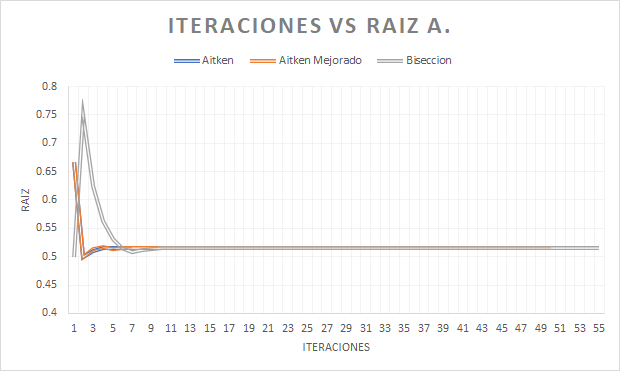 ITERACIONES VS RAIZ A.
Aitken Aitken Mejorado Biseccion
0.8
0.75
0.7
0.65
0.6
0.55
0.5
0.45
0.4
RAIZ
1 3 5 7 9 11 13 15 17 19 21 23 25 27 29 31 33 35 37 39 41 43 45 47 49 51 53 55
ITERACIONES